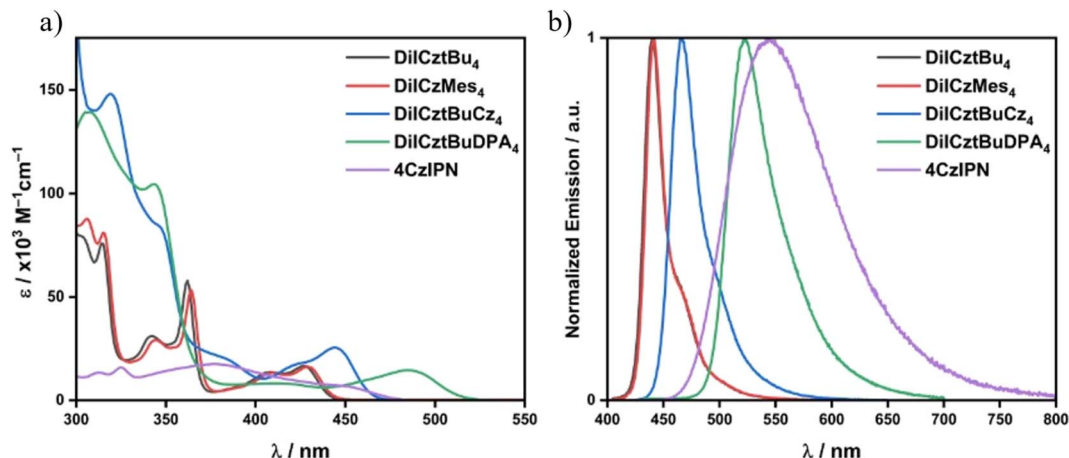 a)
DiICztBu₄
DiICzMes₄
DiICztBuCz₄
DiICztBuDPA₄
4CzIPN
150
100
50
0
ε / x10³ M⁻¹cm⁻¹
300 350 400 450 500 550
λ / nm
b)
DiICztBu₄
DiICzMes₄
DiICztBuCz₄
DiICztBuDPA₄
4CzIPN
1
0
Normalized Emission / a.u.
400 450 500 550 600 650 700 750 800
λ / nm